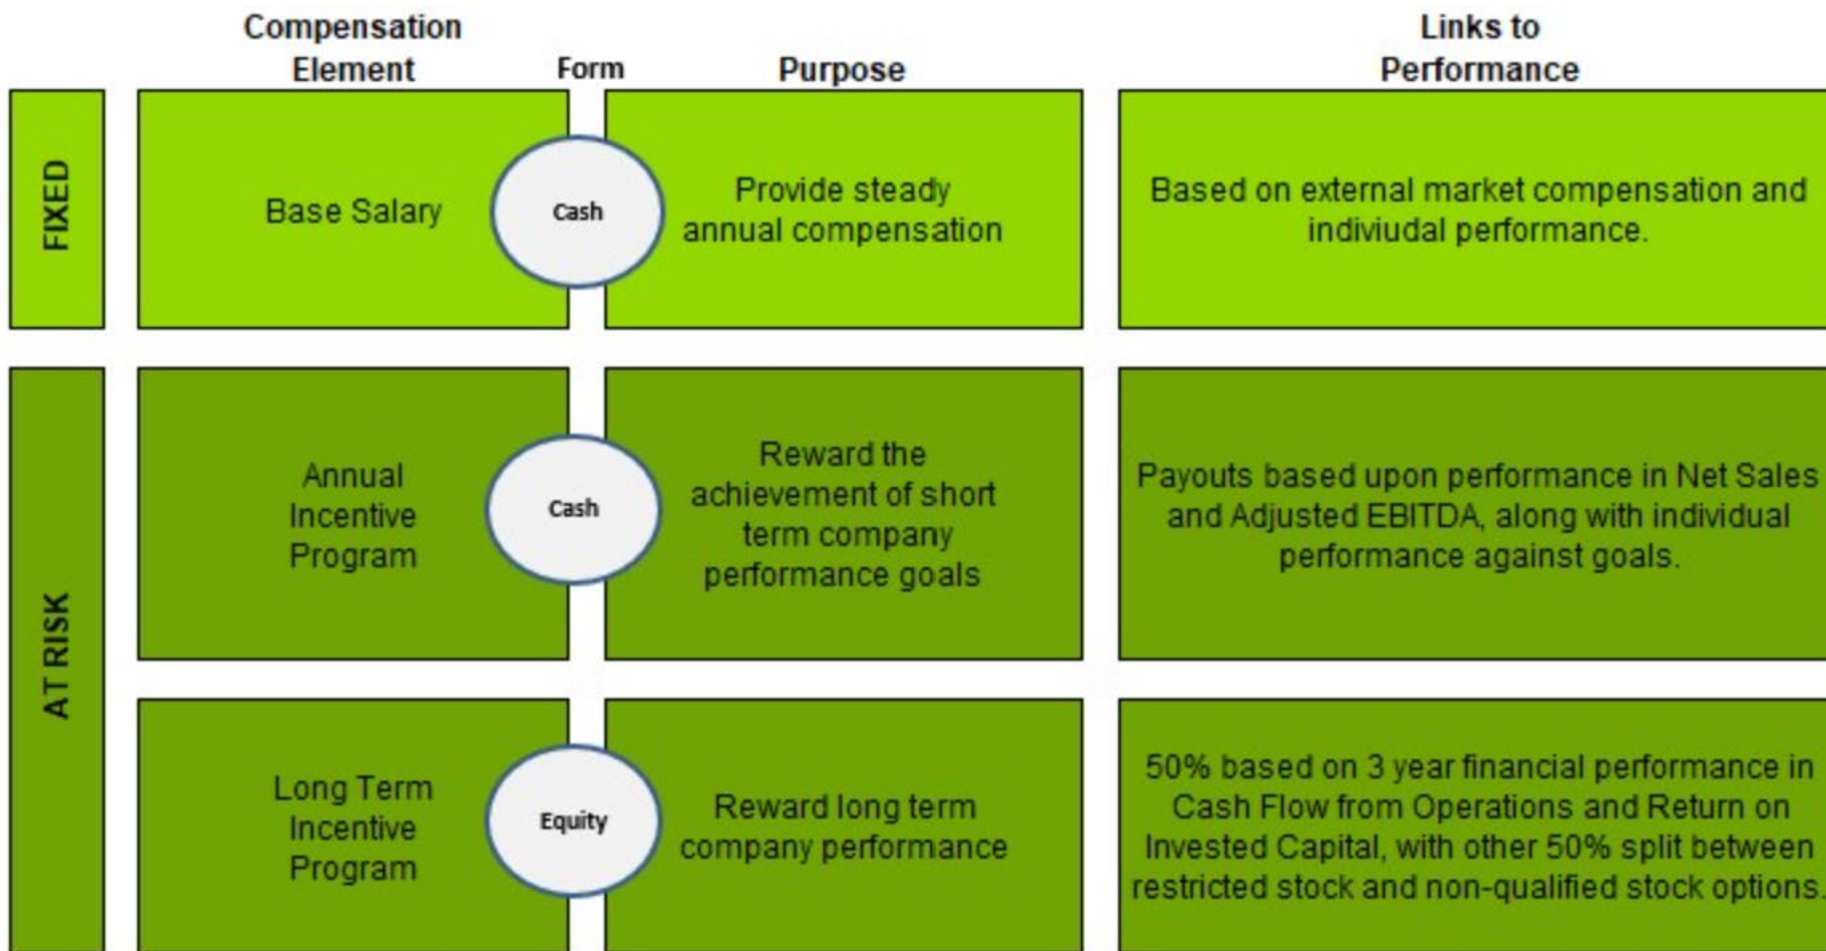 Compensation
Element
Form
Purpose
Links to
Performance
FIXED
Base Salary
Cash
Provide steady
annual compensation
Based on external market compensation and
indiviudal performance.
AT RISK
Annual
Incentive
Program
Cash
Reward the
achievement of short
term company
performance goals
Payouts based upon performance in Net Sales
and Adjusted EBITDA, along with individual
performance against goals.
Long Term
Incentive
Program
Equity
Reward long term
company performance
50% based on 3 year financial performance in
Cash Flow from Operations and Return on
Invested Capital, with other 50% split between
restricted stock and non-qualified stock options.